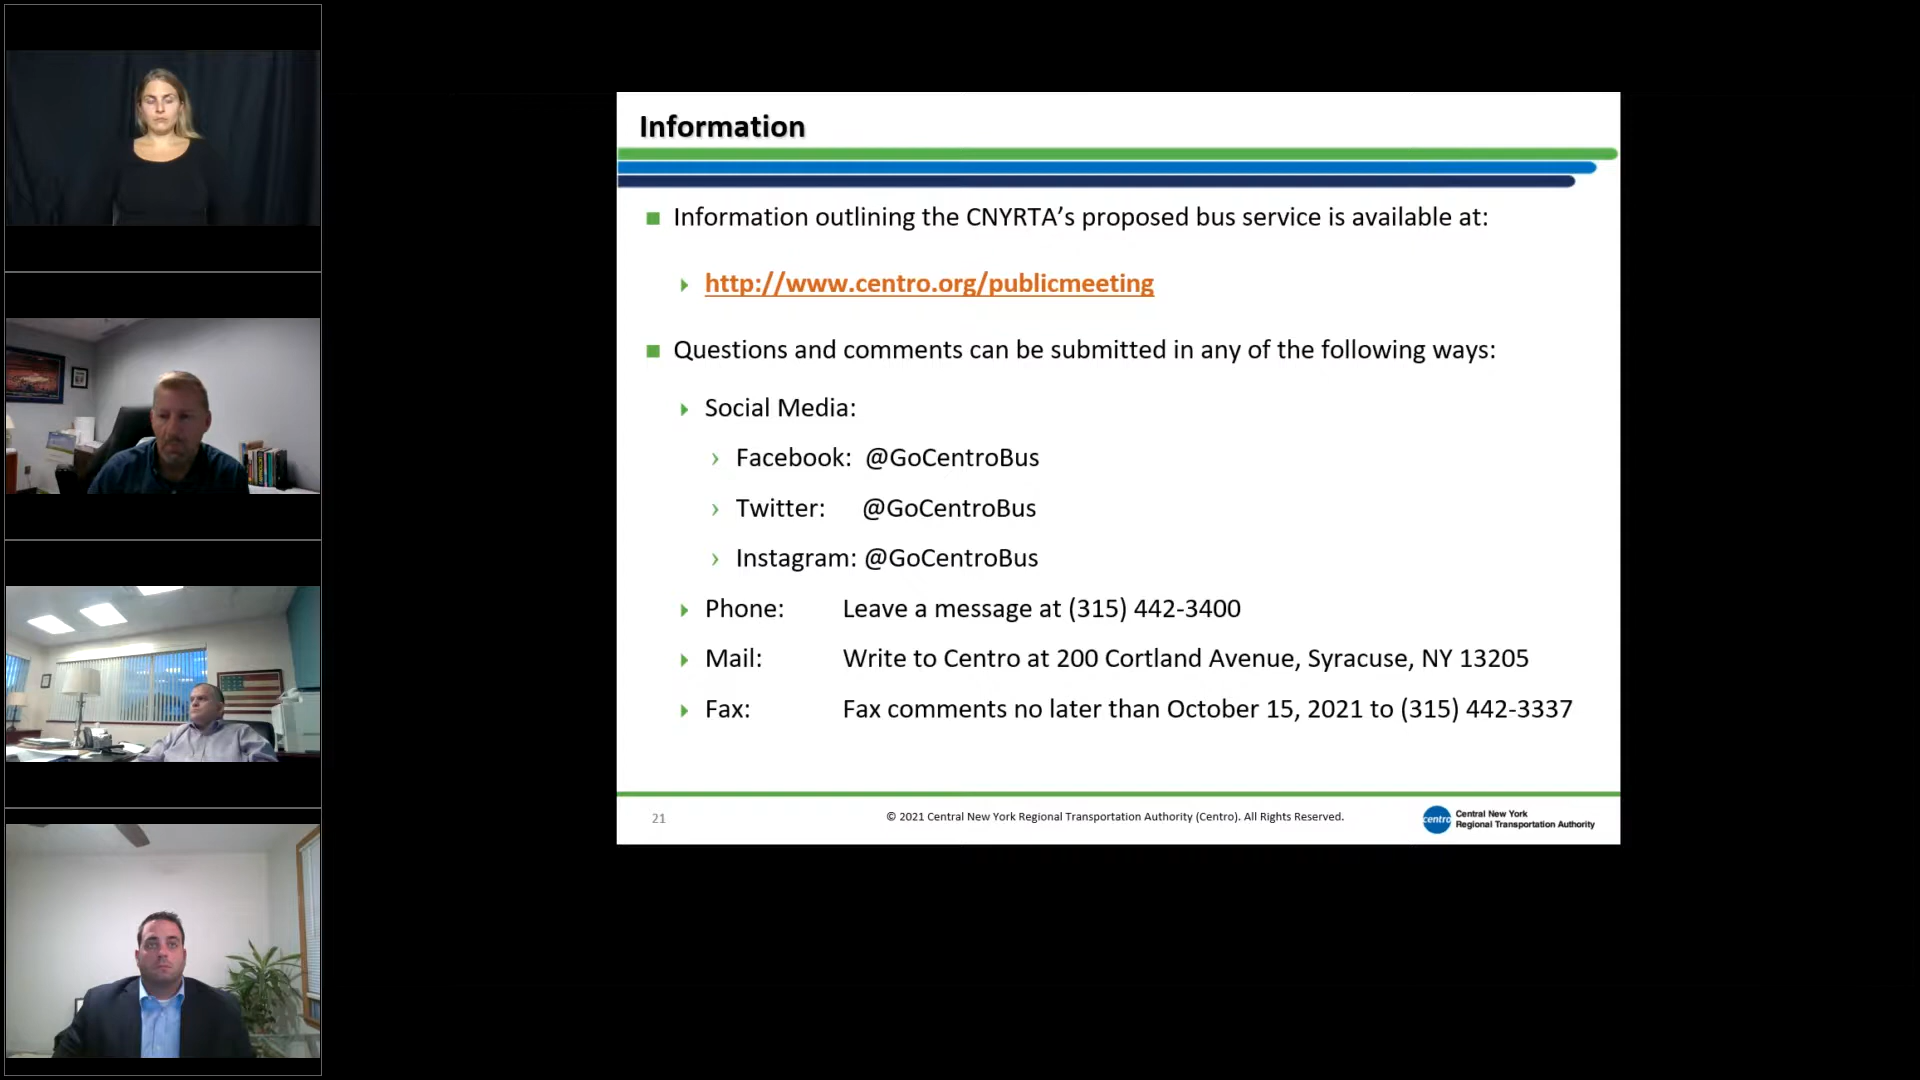 Information
Information outlining the CNYRTA’s proposed bus service is available at:
http://www.centro.org/publicmeeting
Questions and comments can be submitted in any of the following ways:
Social Media:
Facebook: @GoCentroBus
Twitter: @GoCentroBus
Instagram: @GoCentroBus
Phone: Leave a message at (315) 442-3400
Mail: Write to Centro at 200 Cortland Avenue, Syracuse, NY 13205
Fax: Fax comments no later than October 15, 2021 to (315) 442-3337
21
© 2021 Central New York Regional Transportation Authority (Centro). All Rights Reserved.
centro
Central New York
Regional Transportation Authority